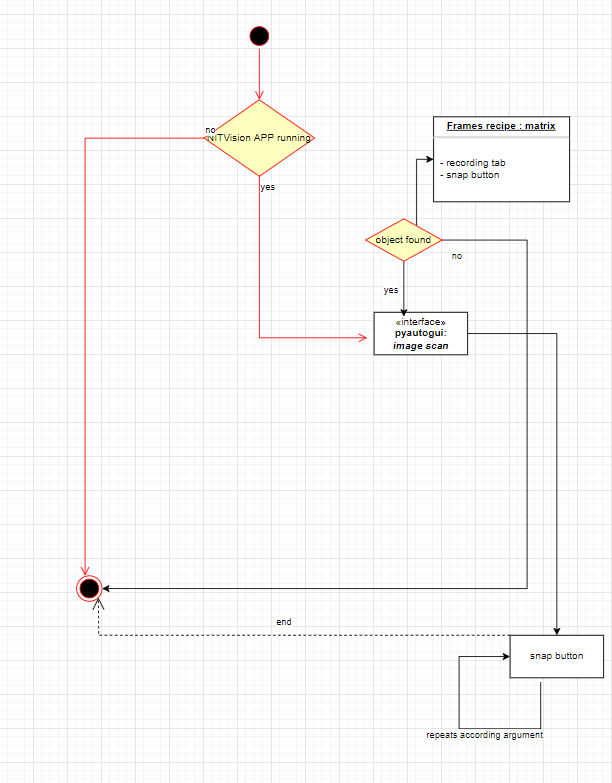 no
NITVision APP running
yes
Frames recipe : matrix
- recording tab
- snap button
object found
no
yes
«interface»
pyautogui:
image scan
end
snap button
repeats according argument